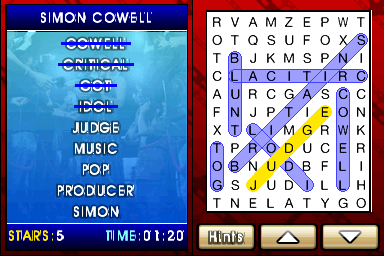 SIMON COWELL
COWELL
CRITICAL
GOT
IDOL
JUDGE
MUSIC
POP
PRODUCER
SIMON
STAIRS:5 TIME:01:20
R V A M Z E P W T
O T Q S U F O X S
T B J K M S P N I
C L A C I T I R C
A U R C G A S C C
F N J P T I E O N
X T L I M G R W K
T P R O D U C E R
O B N U D B F L I
G S J U D I L L H
T N E L A T Y G O
Hints